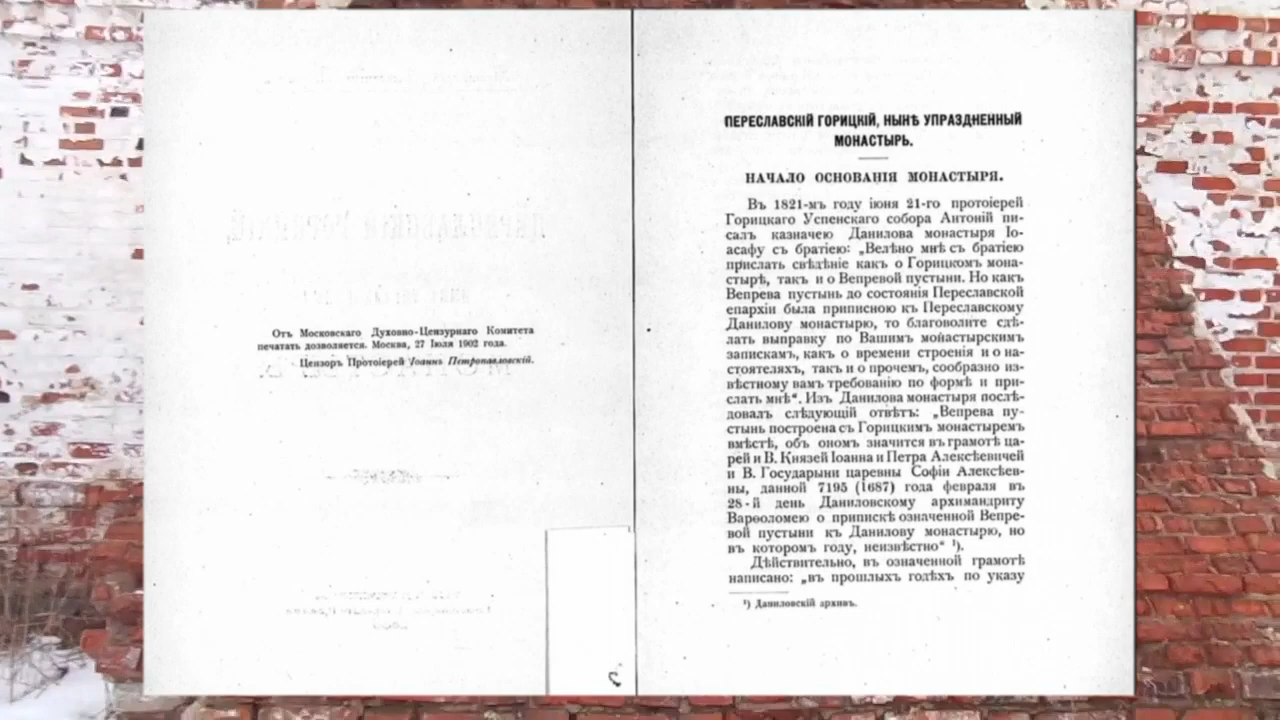 Отъ Московскаго Духовно-Цензурнаго Комитета
печатать дозволяется. Москва, 27 Іюля 1902 года.
Цензоръ Протоіерей Іоаннъ Петропавловскій.
ПЕРЕСЛАВСКІЙ ГОРИЦКІЙ, НЫНѢ УПРАЗДНЕННЫЙ
МОНАСТЫРЬ.
НАЧАЛО ОСНОВАНІЯ МОНАСТЫРЯ.
Въ 1821-мъ году іюня 21-го протоіерей
Горицкаго Успенскаго собора Антоній пи-
салъ казначею Данилова монастыря Іо-
асафу съ братіею: „Велѣно мнѣ съ братіею
прислать свѣдѣніе какъ о Горицкомъ мона-
стырѣ, такъ и о Вепревой пустыни. Но какъ
Вепрева пустынь до состоянія Переславской
епархіи была приписною къ Переславскому
Данилову монастырю, то благоволите сдѣ-
лать выправку по Вашимъ монастырскимъ
запискамъ, какъ о времени строенія и о на-
стоятеляхъ, такъ и о прочемъ, сообразно из-
вѣстному вамъ требованію по формѣ и при-
слать мнѣ“. Изъ Данилова монастыря послѣ-
довалъ слѣдующій отвѣтъ: „Вепрева пу-
стынь построена съ Горицкимъ монастыремъ
вмѣстѣ, объ ономъ значится въ грамотѣ ца-
рей и В. Князей Іоанна и Петра Алексѣевичей
и В. Государыни царевны Софіи Алексѣев-
ны, данной 7195 (1687) года февраля въ
28-й день Даниловскому архимандриту
Варѳоломею о припискѣ означенной Вепре-
вой пустыни къ Данилову монастырю, но
въ которомъ году, неизвѣстно“ ¹).
Дѣйствительно, въ означенной грамотѣ
написано: „въ прошлыхъ годѣхъ по указу
¹) Даниловскій архивъ.